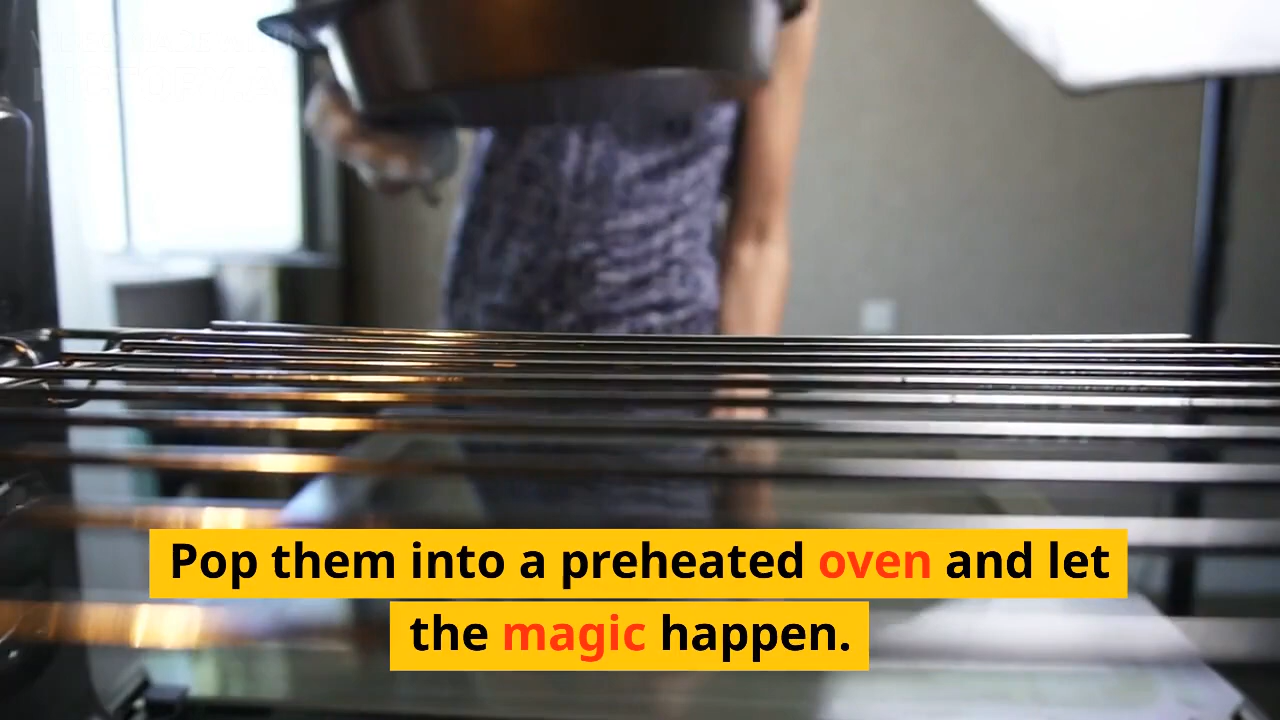 Pop them into a preheated oven and let
the magic happen.